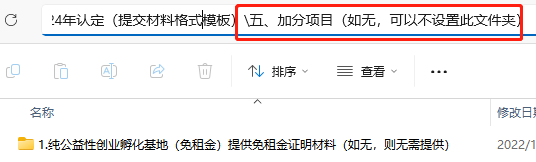 24年认定（提交材料格式模板）\五、加分项目（如无，可以不设置此文件夹）
排序 查看 ...
名称 修改日期
1.纯公益性创业孵化基地（免租金）提供免租金证明材料（如无，则无需提供） 2022/1